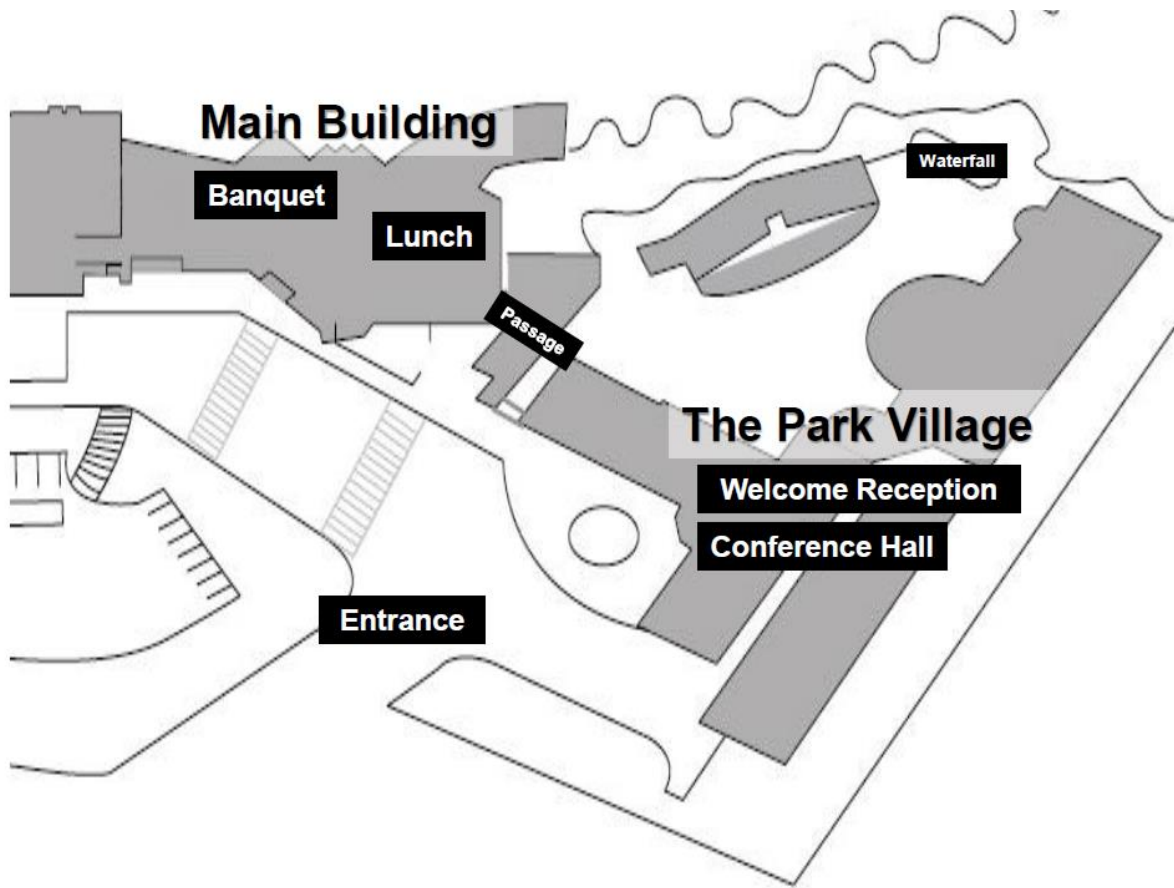 Main Building
Banquet
Lunch
Waterfall
Passage
The Park Village
Welcome Reception
Conference Hall
Entrance